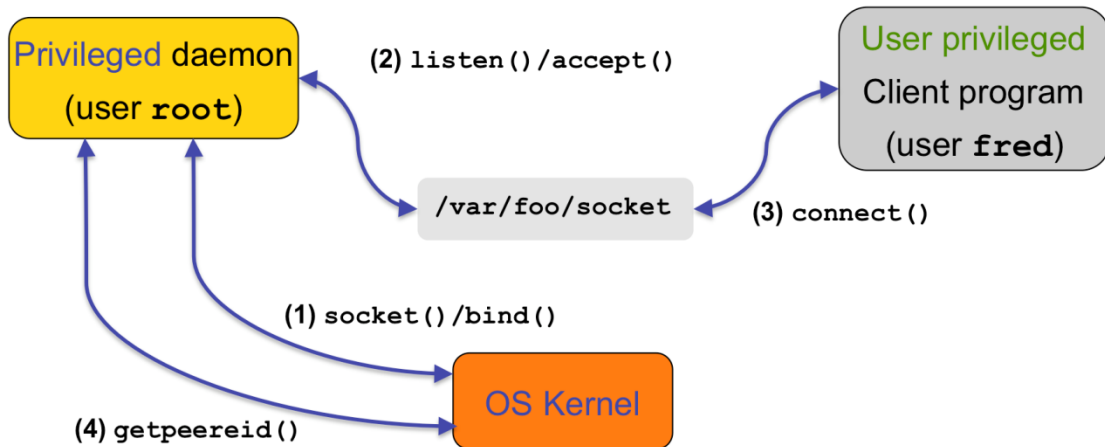 Privileged daemon
(user root)
(2) listen()/accept()
User privileged
Client program
(user fred)
/var/foo/socket
(3) connect()
(1) socket()/bind()
OS Kernel
(4) getpeereid()